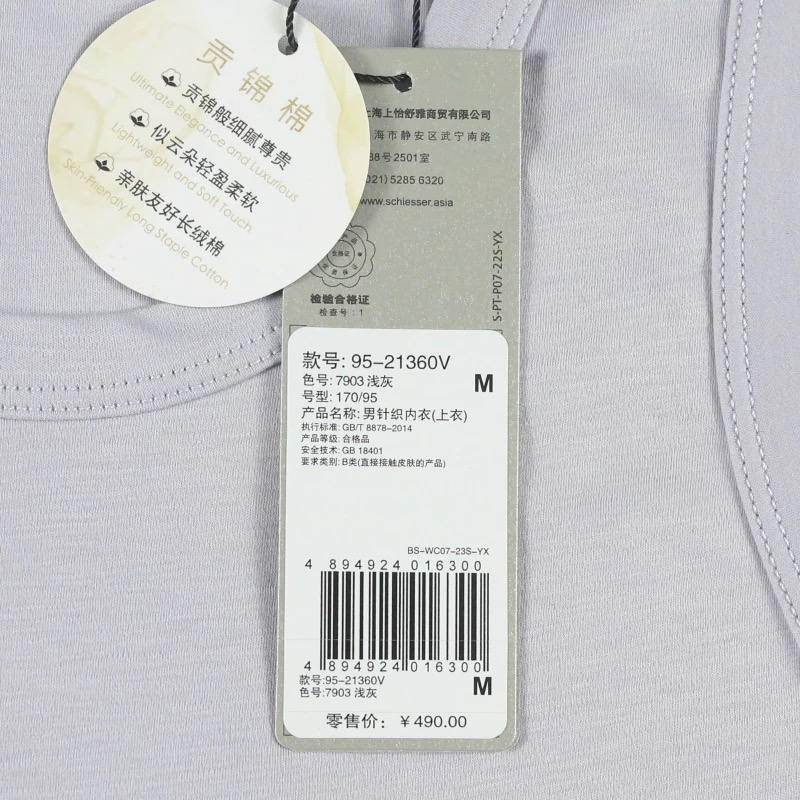 贡锦棉
贡锦般细腻尊贵
Ultimate Elegance and Luxurious
似云朵轻盈柔软
Lightweight and Soft Touch
亲肤友好长绒棉
Skin-Friendly Long Staple Cotton
上海上怡舒雅商贸有限公司
海市静安区武宁南路
88号2501室
021) 5285 6320
www.schiesser.asia
合格证
检验合格证
检查号：1
S-PT-P07-22S-YX
款号: 95-21360V
色号: 7903 浅灰
M
号型: 170/95
产品名称: 男针织内衣(上衣)
执行标准: GB/T 8878-2014
产品等级: 合格品
安全技术: GB 18401
要求类别: B类(直接接触皮肤的产品)
BS-WC07-23S-YX
4 894924 016300
4 894924 016300
款号:95-21360V
色号:7903 浅灰
M
零售价: ￥490.00